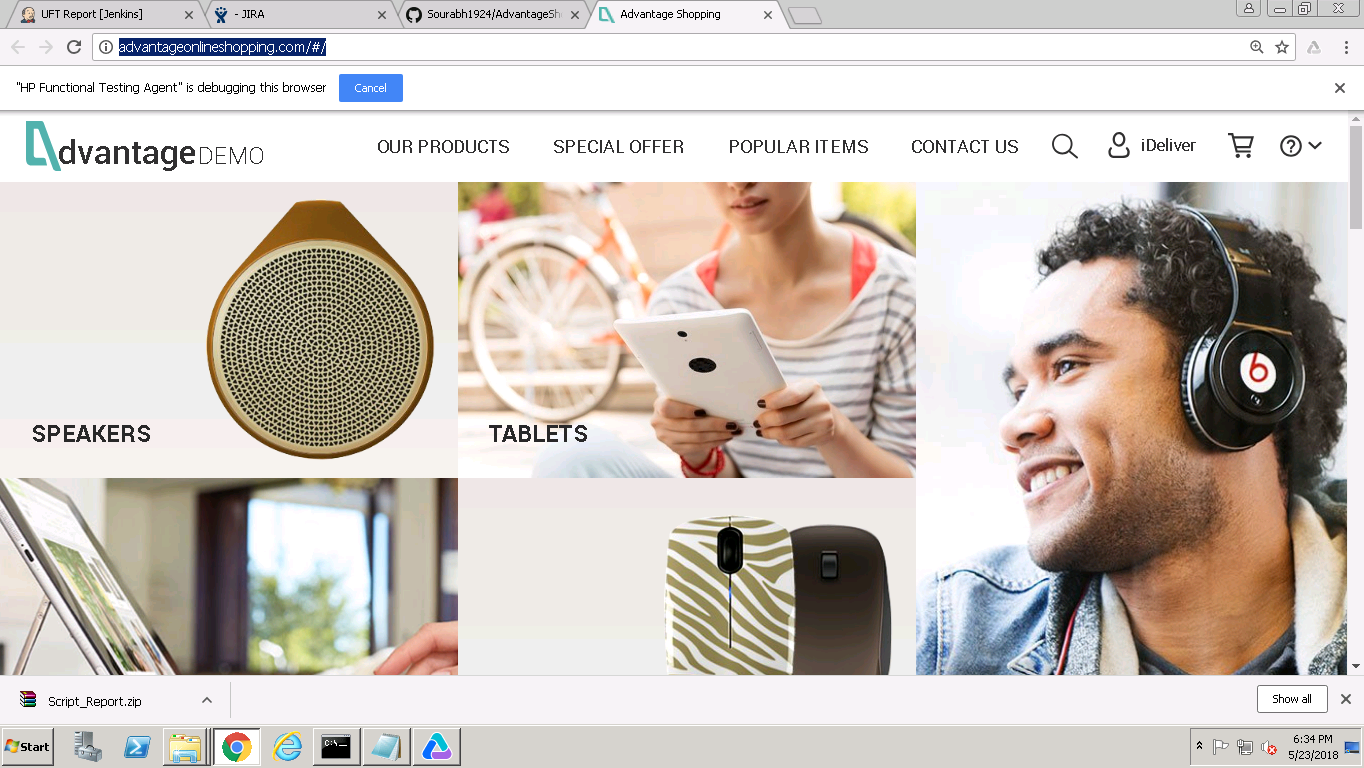 UFT Report [Jenkins]
- JIRA
Sourabh1924/AdvantageSh
Advantage Shopping
advantageonlineshopping.com/#/
"HP Functional Testing Agent" is debugging this browser
Cancel
dvantage DEMO
OUR PRODUCTS
SPECIAL OFFER
POPULAR ITEMS
CONTACT US
iDeliver
SPEAKERS
TABLETS
b
Script_Report.zip
Show all
Start
C:\_
6:34 PM
5/23/2018